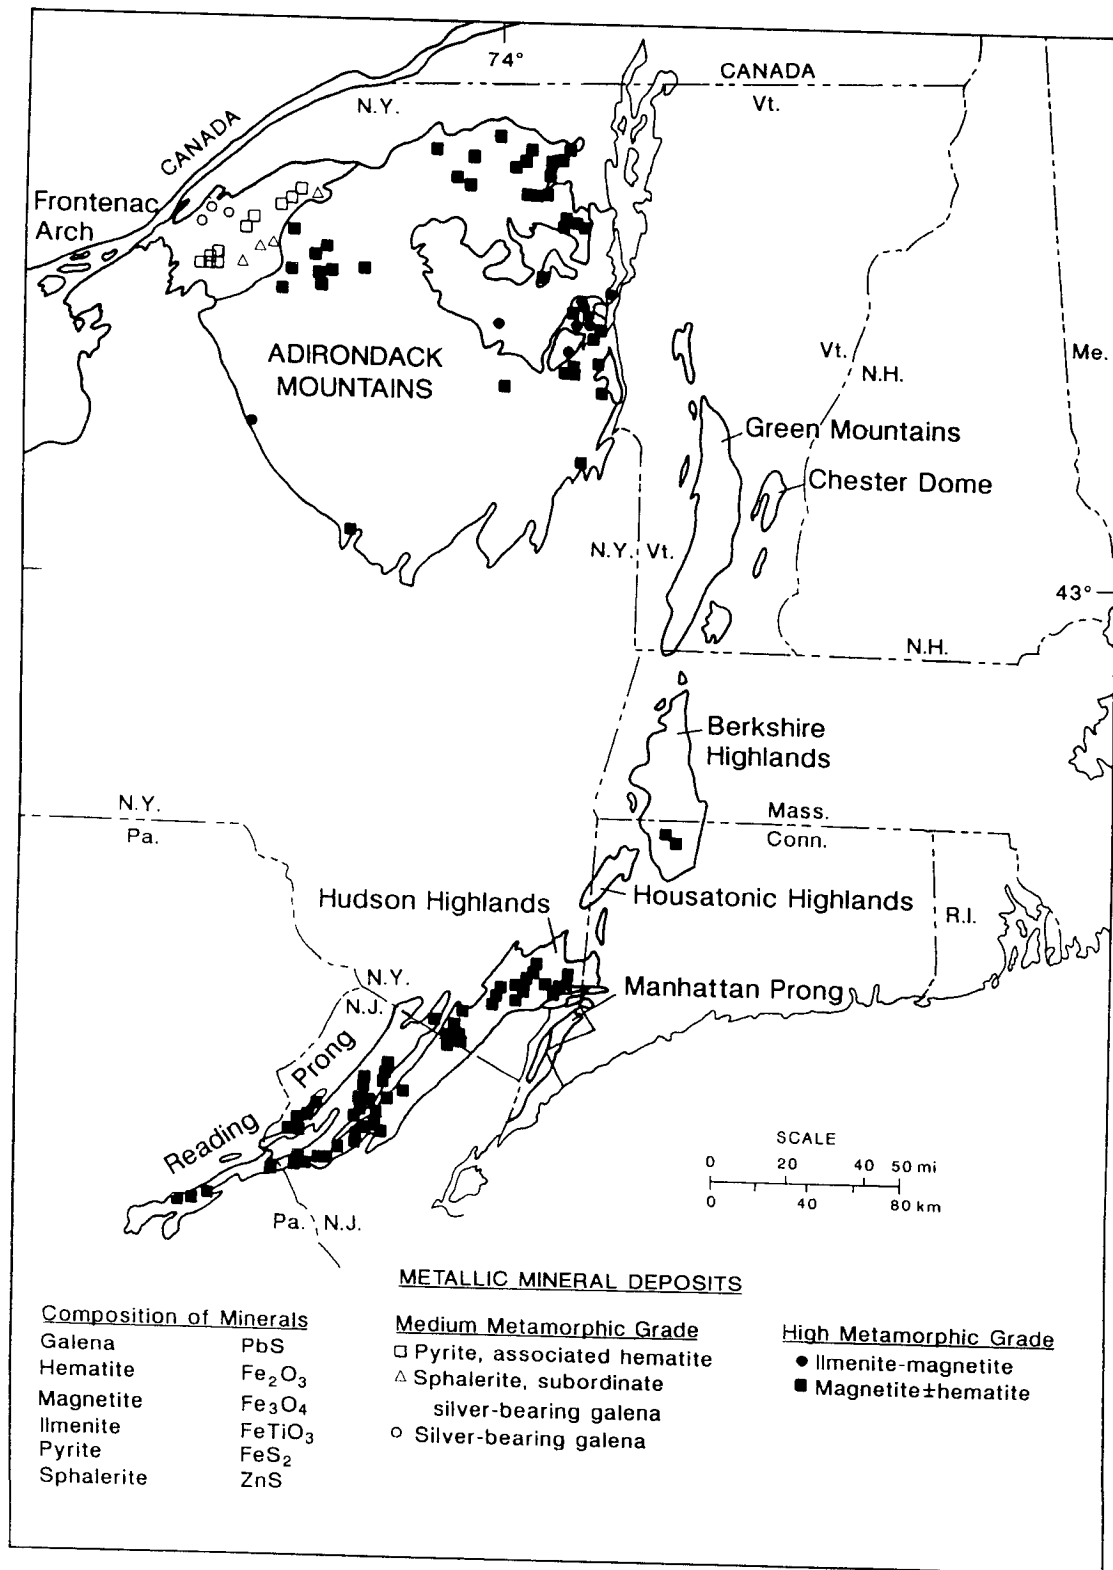 74°
CANADA
Vt.
N.Y.
CANADA
Frontenac
Arch
ADIRONDACK
MOUNTAINS
Vt.
N.H.
Me.
Green Mountains
Chester Dome
N.Y. Vt.
43°
N.H.
Berkshire
Highlands
N.Y.
Pa.
Mass.
Conn.
Hudson Highlands
Housatonic Highlands
R.I.
N.Y.
N.J.
Manhattan Prong
Reading Prong
SCALE
0 20 40 50 mi
0 40 80 km
Pa. N.J.
METALLIC MINERAL DEPOSITS
Composition of Minerals
Galena PbS
Hematite Fe₂O₃
Magnetite Fe₃O₄
Ilmenite FeTiO₃
Pyrite FeS₂
Sphalerite ZnS
Medium Metamorphic Grade
□ Pyrite, associated hematite
△ Sphalerite, subordinate
silver-bearing galena
○ Silver-bearing galena
High Metamorphic Grade
● Ilmenite-magnetite
■ Magnetite±hematite